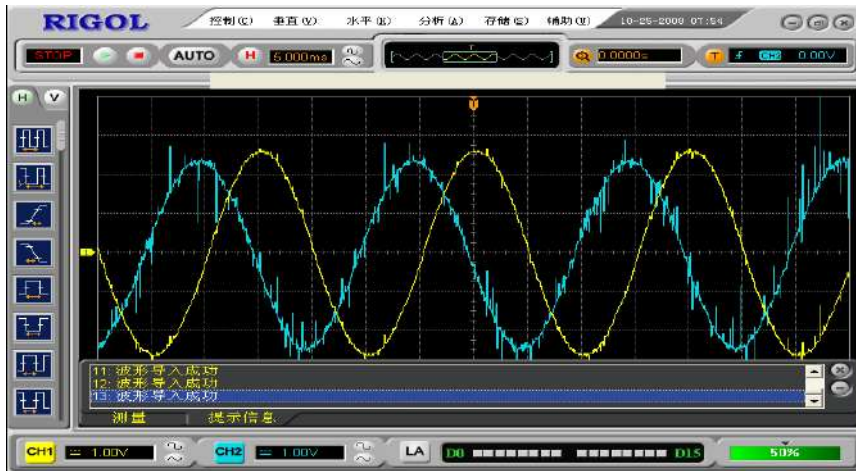 RIGOL 控制(C) 垂直(V) 水平(H) 分析(A) 存储(S) 辅助(U) 10-25-2008 07:54
STOP AUTO H 5.000ms T 0.0000s T CH2 0.00V
H V
T
1
11: 波形导入成功
12: 波形导入成功
13: 波形导入成功
测量 提示信息
CH1 1.00V CH2 1.00V LA D0 D15 50%